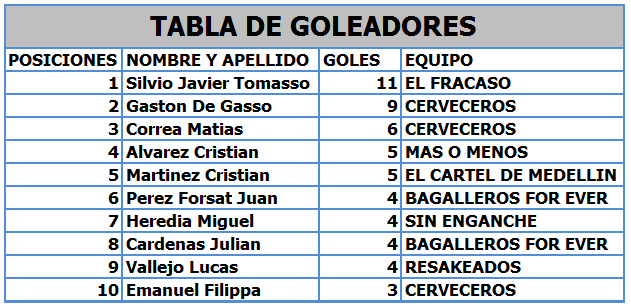 TABLA DE GOLEADORES
POSICIONES NOMBRE Y APELLIDO GOLES EQUIPO
1 Silvio Javier Tomasso 11 EL FRACASO
2 Gaston De Gasso 9 CERVECEROS
3 Correa Matias 6 CERVECEROS
4 Alvarez Cristian 5 MAS O MENOS
5 Martinez Cristian 5 EL CARTEL DE MEDELLIN
6 Perez Forsat Juan 4 BAGALLEROS FOR EVER
7 Heredia Miguel 4 SIN ENGANCHE
8 Cardenas Julian 4 BAGALLEROS FOR EVER
9 Vallejo Lucas 4 RESAKEADOS
10 Emanuel Filippa 3 CERVECEROS